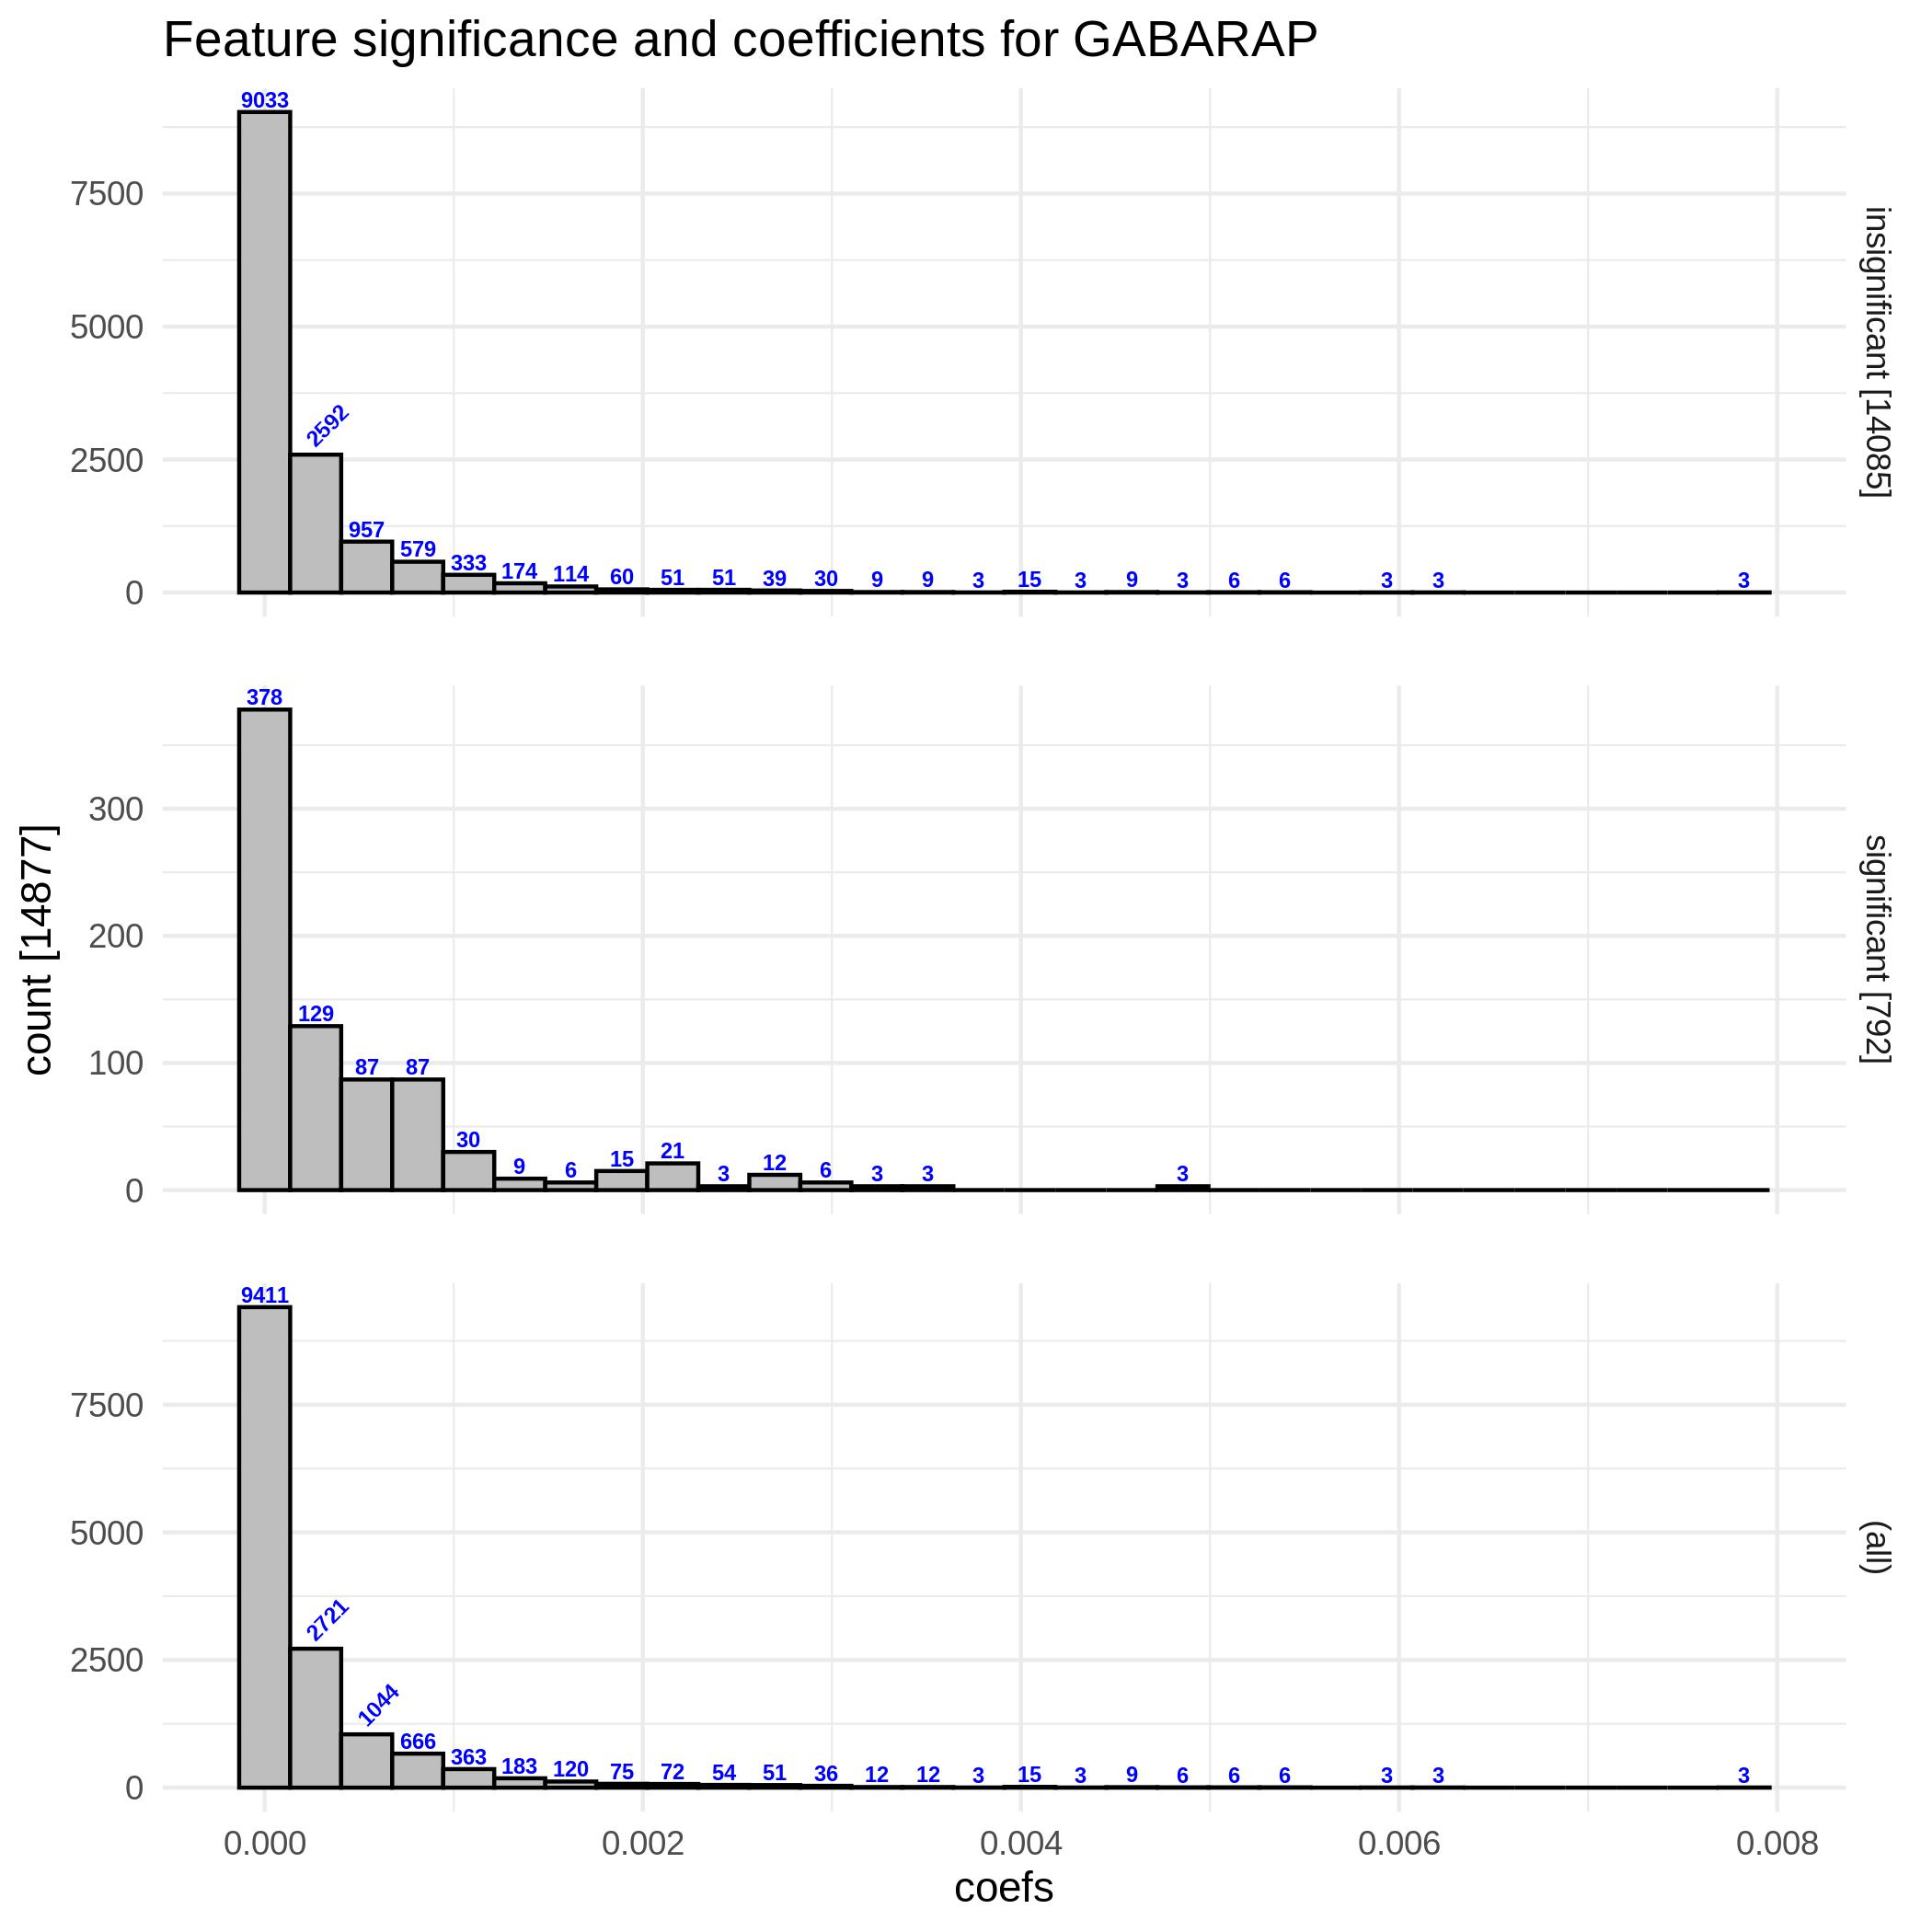 Feature significance and coefficients for GABARAP
9033
2592
957 579 333 174 114 60 51 51 39 30 9 9 3 15 3 9 3 6 6 3 3 3
7500
5000
2500
0
insignificant [14085]
378
129
87 87
30 9 6 15 21 3 12 6 3 3 3
300
200
100
0
significant [792]
count [14877]
9411
2721
1044
666 363 183 120 75 72 54 51 36 12 12 3 15 3 9 6 6 6 3 3 3
7500
5000
2500
0
(all)
0.000 0.002 0.004 0.006 0.008
coefs